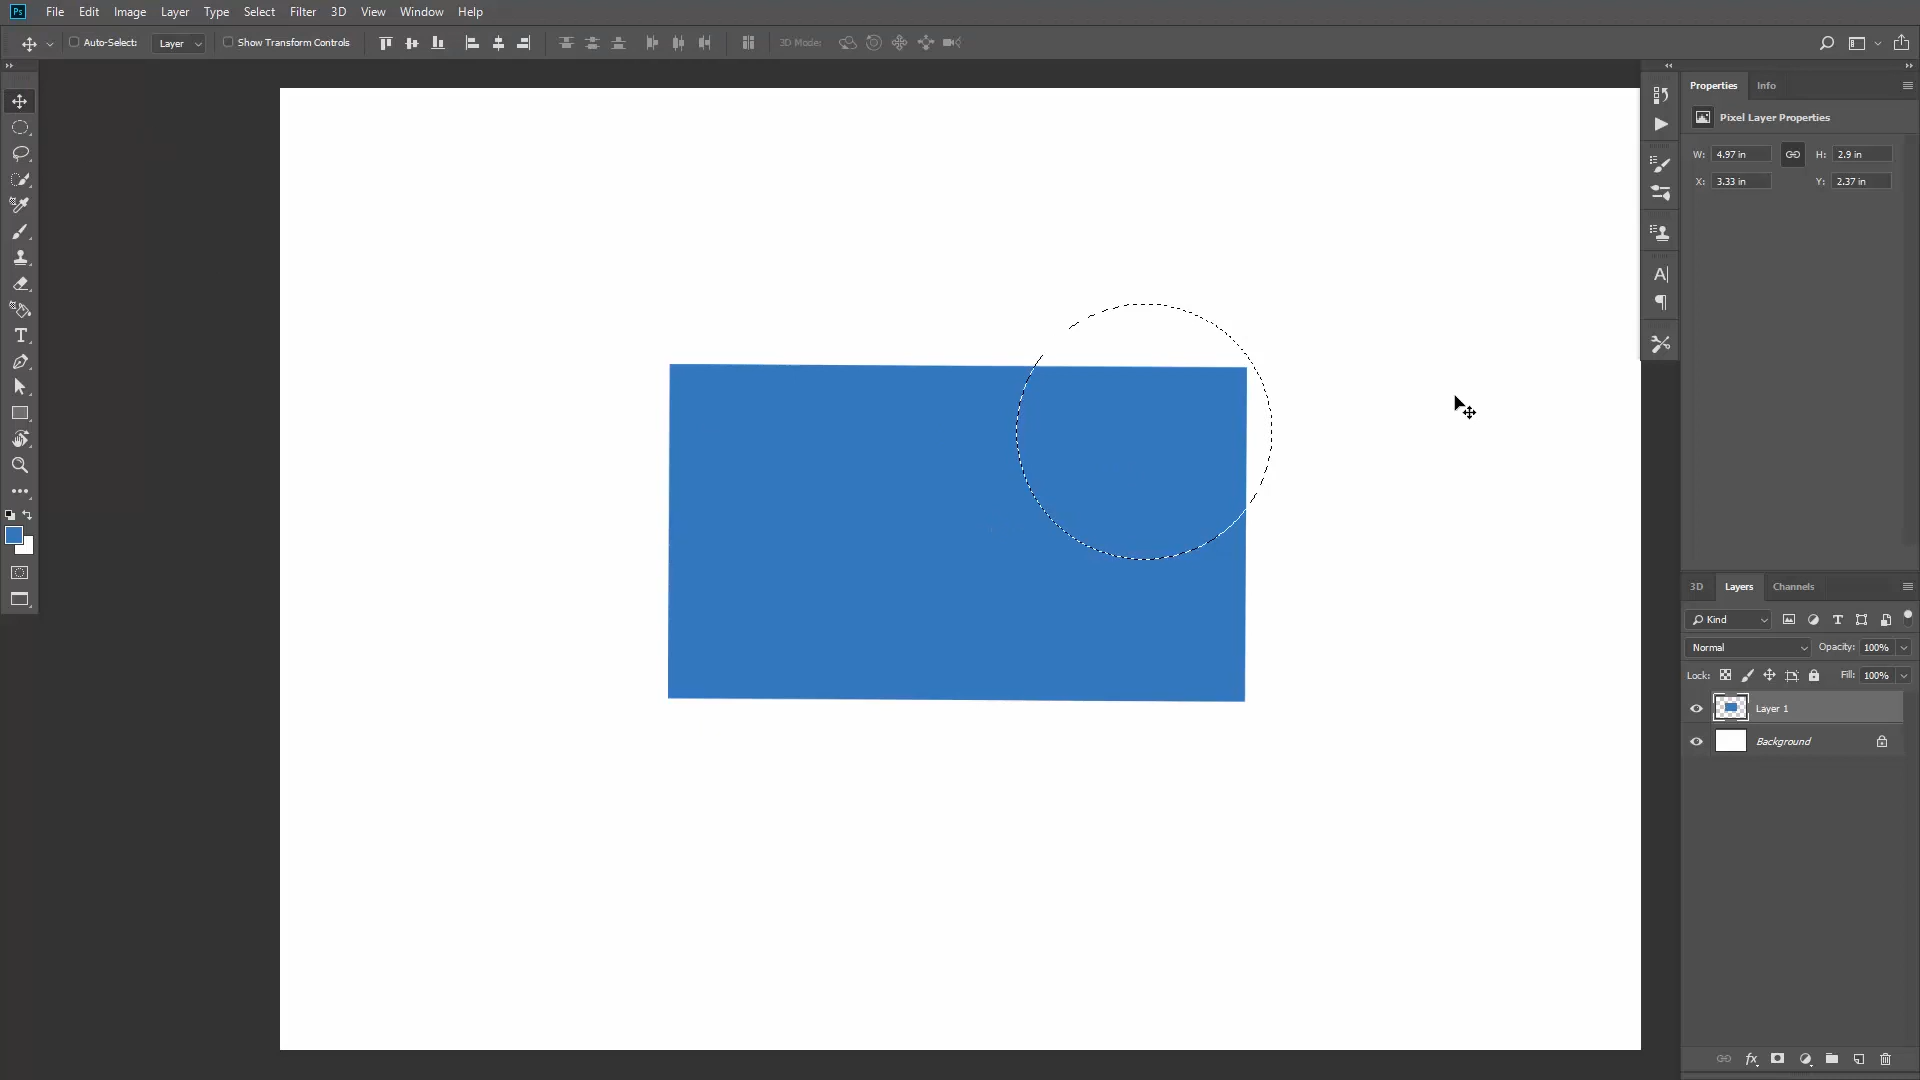 Ps File Edit Image Layer Type Select Filter 3D View Window Help
Auto-Select: Layer Show Transform Controls 3D Mode:
Properties Info
Pixel Layer Properties
W: 4.97 in H: 2.9 in
X: 3.33 in Y: 2.37 in
3D Layers Channels
Kind
Normal Opacity: 100%
Lock: Fill: 100%
Layer 1
Background